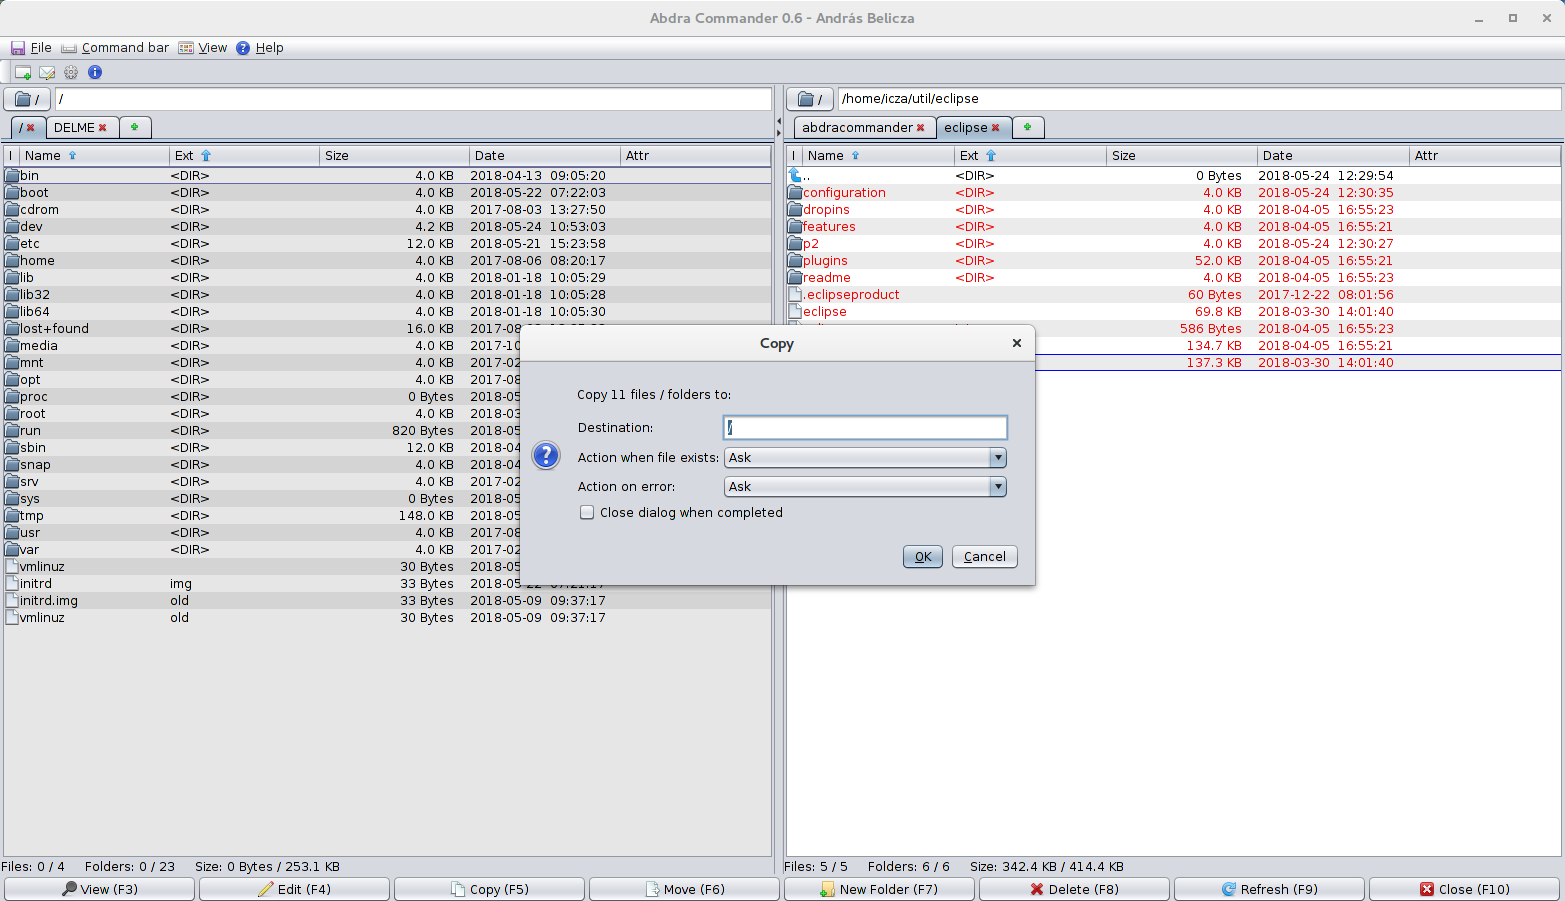 Abdra Commander 0.6 - András Belicza
File Command bar View Help
/ /
/ DELME
I Name Ext Size Date Attr
bin <DIR> 4.0 KB 2018-04-13 09:05:20
boot <DIR> 4.0 KB 2018-05-22 07:22:03
cdrom <DIR> 4.0 KB 2017-08-03 13:27:50
dev <DIR> 4.2 KB 2018-05-24 10:53:03
etc <DIR> 12.0 KB 2018-05-21 15:23:58
home <DIR> 4.0 KB 2017-08-06 08:20:17
lib <DIR> 4.0 KB 2018-01-18 10:05:29
lib32 <DIR> 4.0 KB 2018-01-18 10:05:28
lib64 <DIR> 4.0 KB 2018-01-18 10:05:30
lost+found <DIR> 16.0 KB 2017-08
media <DIR> 4.0 KB 2017-10
mnt <DIR> 4.0 KB 2017-02
opt <DIR> 4.0 KB 2017-08
proc <DIR> 0 Bytes 2018-05
root <DIR> 4.0 KB 2018-03
run <DIR> 820 Bytes 2018-05
sbin <DIR> 12.0 KB 2018-04
snap <DIR> 4.0 KB 2018-04
srv <DIR> 4.0 KB 2017-02
sys <DIR> 0 Bytes 2018-05
tmp <DIR> 148.0 KB 2018-05
usr <DIR> 4.0 KB 2017-08
var <DIR> 4.0 KB 2017-02
vmlinuz 30 Bytes 2018-05
initrd img 33 Bytes 2018-05-22 07:21:17
initrd.img old 33 Bytes 2018-05-09 09:37:17
vmlinuz old 30 Bytes 2018-05-09 09:37:17
Files: 0 / 4 Folders: 0 / 23 Size: 0 Bytes / 253.1 KB
/ /home/icza/util/eclipse
abdracommander eclipse
I Name Ext Size Date Attr
.. <DIR> 0 Bytes 2018-05-24 12:29:54
configuration <DIR> 4.0 KB 2018-05-24 12:30:35
dropins <DIR> 4.0 KB 2018-04-05 16:55:23
features <DIR> 4.0 KB 2018-04-05 16:55:21
p2 <DIR> 4.0 KB 2018-05-24 12:30:27
plugins <DIR> 52.0 KB 2018-04-05 16:55:21
readme <DIR> 4.0 KB 2018-04-05 16:55:23
.eclipseproduct 60 Bytes 2017-12-22 08:01:56
eclipse 69.8 KB 2018-03-30 14:01:40
586 Bytes 2018-04-05 16:55:23
134.7 KB 2018-04-05 16:55:21
137.3 KB 2018-03-30 14:01:40
Files: 5 / 5 Folders: 6 / 6 Size: 342.4 KB / 414.4 KB
Copy
Copy 11 files / folders to:
Destination: /
Action when file exists: Ask
Action on error: Ask
Close dialog when completed
OK Cancel
View (F3) Edit (F4) Copy (F5) Move (F6) New Folder (F7) Delete (F8) Refresh (F9) Close (F10)